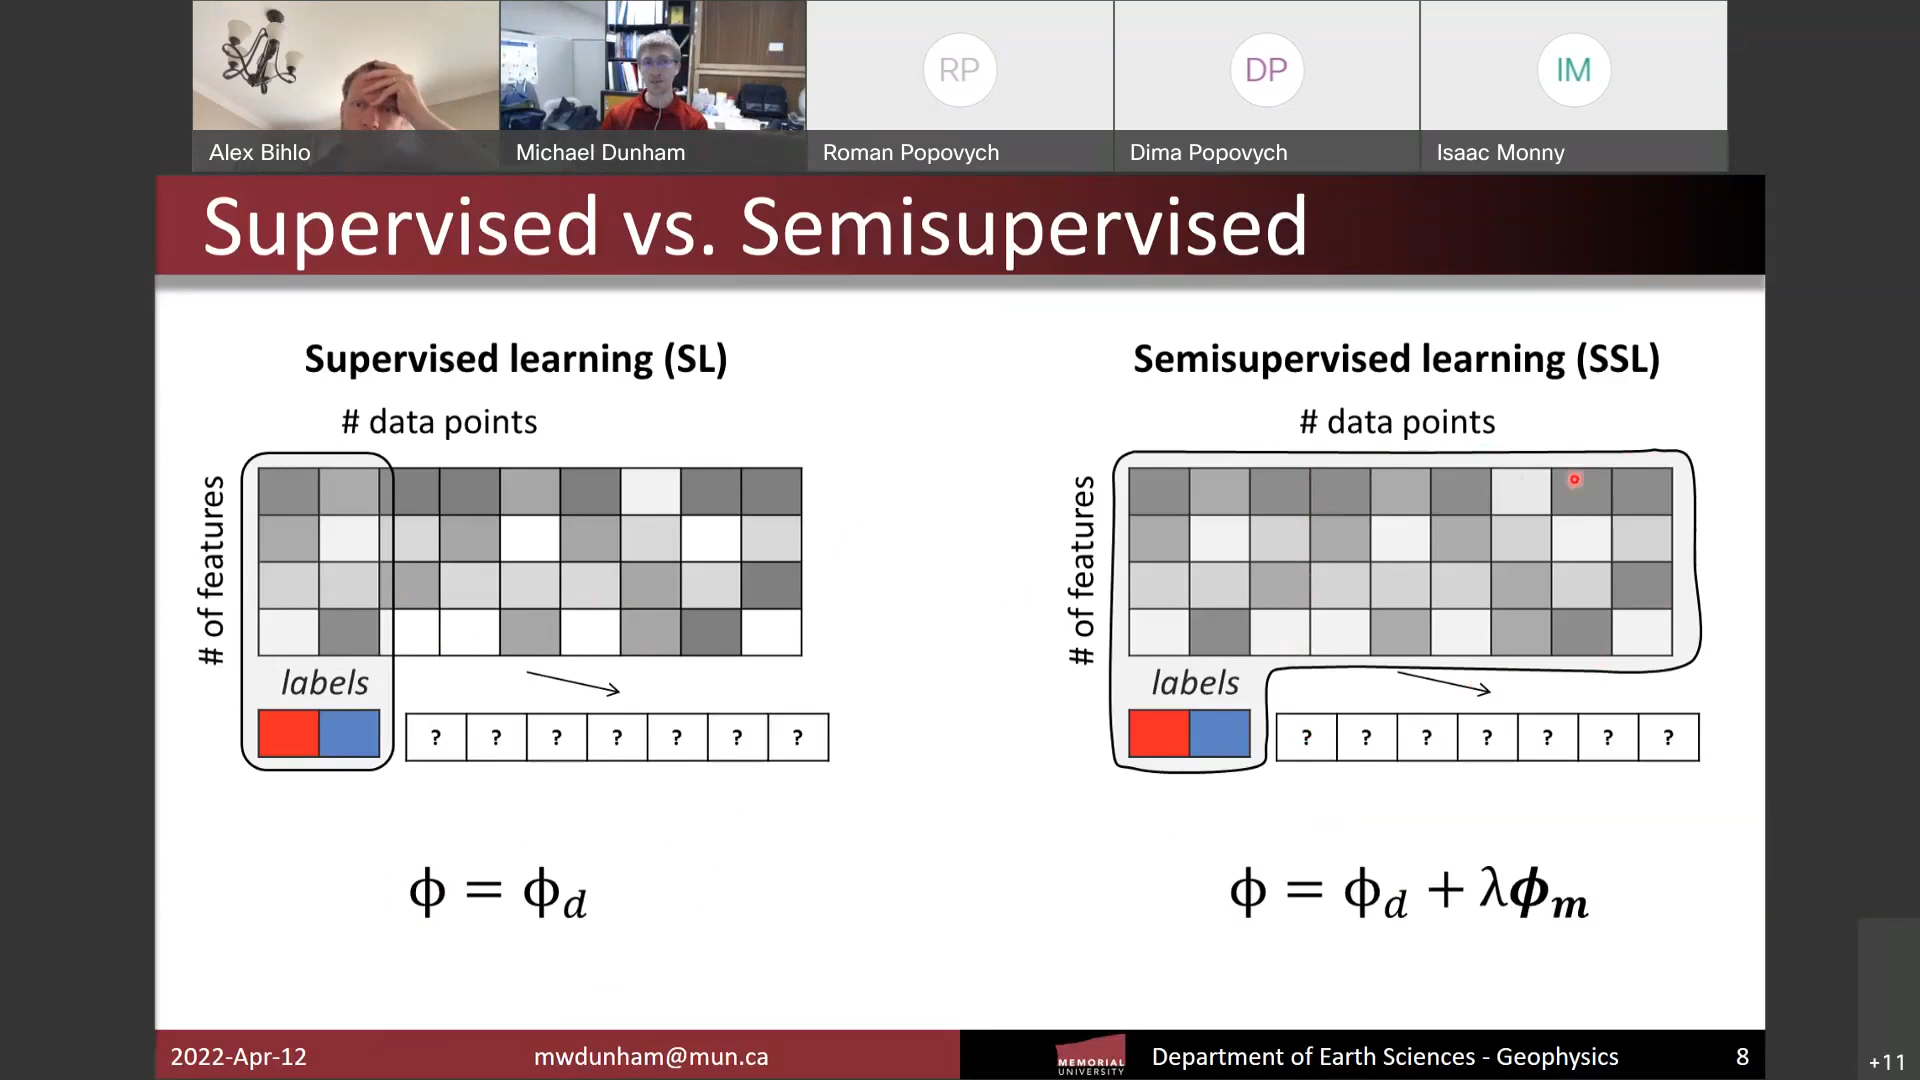 RP
DP
IM
Alex Bihlo
Michael Dunham
Roman Popovych
Dima Popovych
Isaac Monny
Supervised vs. Semisupervised
Supervised learning (SL)
# data points
# of features
labels
? ? ? ? ? ? ?
ϕ = ϕd
Semisupervised learning (SSL)
# data points
# of features
labels
? ? ? ? ? ? ?
ϕ = ϕd + λϕm
2022-Apr-12
mwdunham@mun.ca
MEMORIAL
UNIVERSITY
Department of Earth Sciences - Geophysics
8
+11